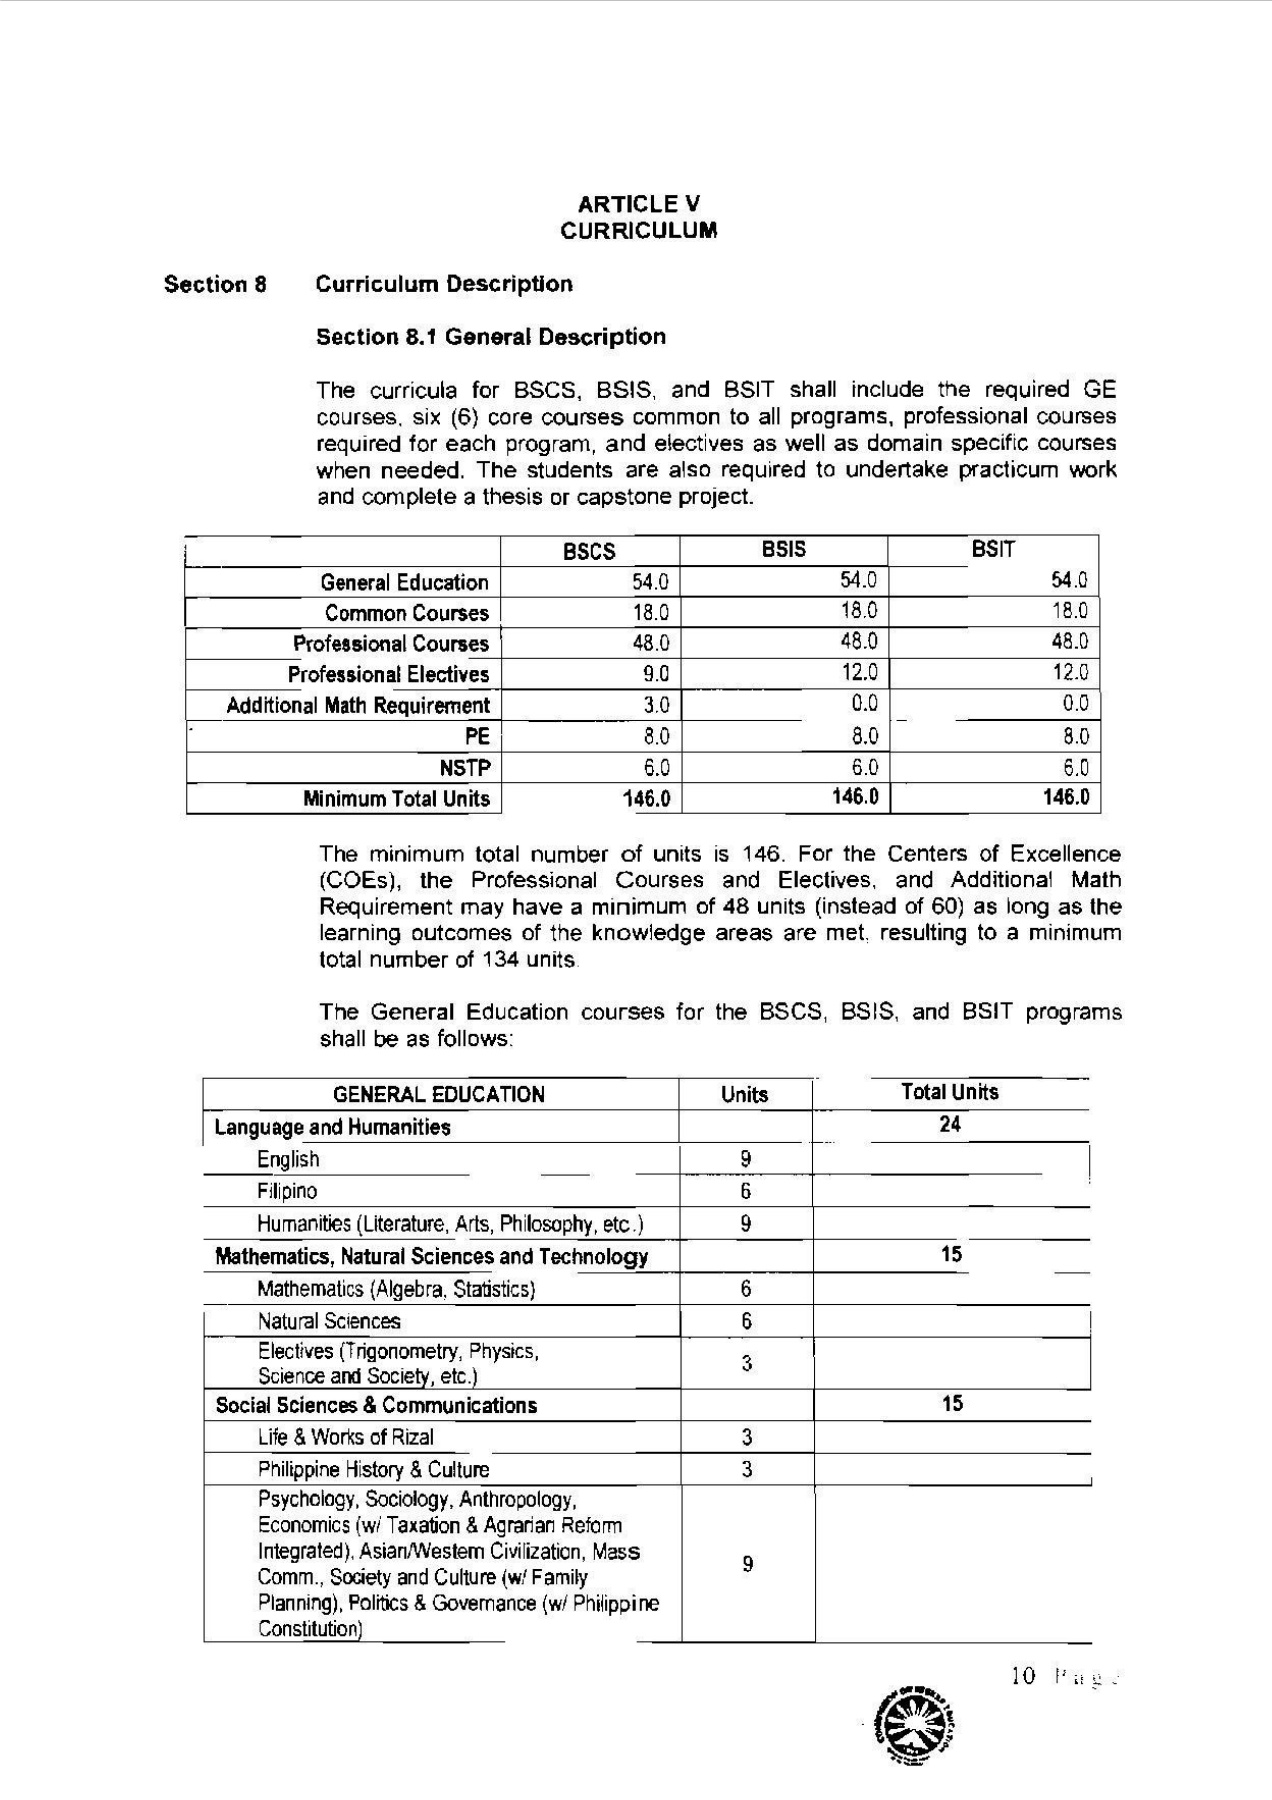 ARTICLE V
CURRICULUM
Section 8 Curriculum Description
Section 8.1 General Description
The curricula for BSCS, BSIS, and BSIT shall include the required GE
courses, six (6) core courses common to all programs, professional courses
required for each program, and electives as well as domain specific courses
when needed. The students are also required to undertake practicum work
and complete a thesis or capstone project.
BSCS BSIS BSIT
General Education 54.0 54.0 54.0
Common Courses 18.0 18.0 18.0
Professional Courses 48.0 48.0 48.0
Professional Electives 9.0 12.0 12.0
Additional Math Requirement 3.0 0.0 0.0
PE 8.0 8.0 8.0
NSTP 6.0 6.0 6.0
Minimum Total Units 146.0 146.0 146.0
The minimum total number of units is 146. For the Centers of Excellence
(COEs), the Professional Courses and Electives, and Additional Math
Requirement may have a minimum of 48 units (instead of 60) as long as the
learning outcomes of the knowledge areas are met, resulting to a minimum
total number of 134 units.
The General Education courses for the BSCS, BSIS, and BSIT programs
shall be as follows:
GENERAL EDUCATION Units Total Units
Language and Humanities 24
English 9
Filipino 6
Humanities (Literature, Arts, Philosophy, etc.) 9
Mathematics, Natural Sciences and Technology 15
Mathematics (Algebra, Statistics) 6
Natural Sciences 6
Electives (Trigonometry, Physics,
Science and Society, etc.) 3
Social Sciences & Communications 15
Life & Works of Rizal 3
Philippine History & Culture 3
Psychology, Sociology, Anthropology,
Economics (w/ Taxation & Agrarian Reform
Integrated), Asian/Western Civilization, Mass
Comm., Society and Culture (w/ Family 9
Planning), Politics & Governance (w/ Philippine
Constitution)
10 Page